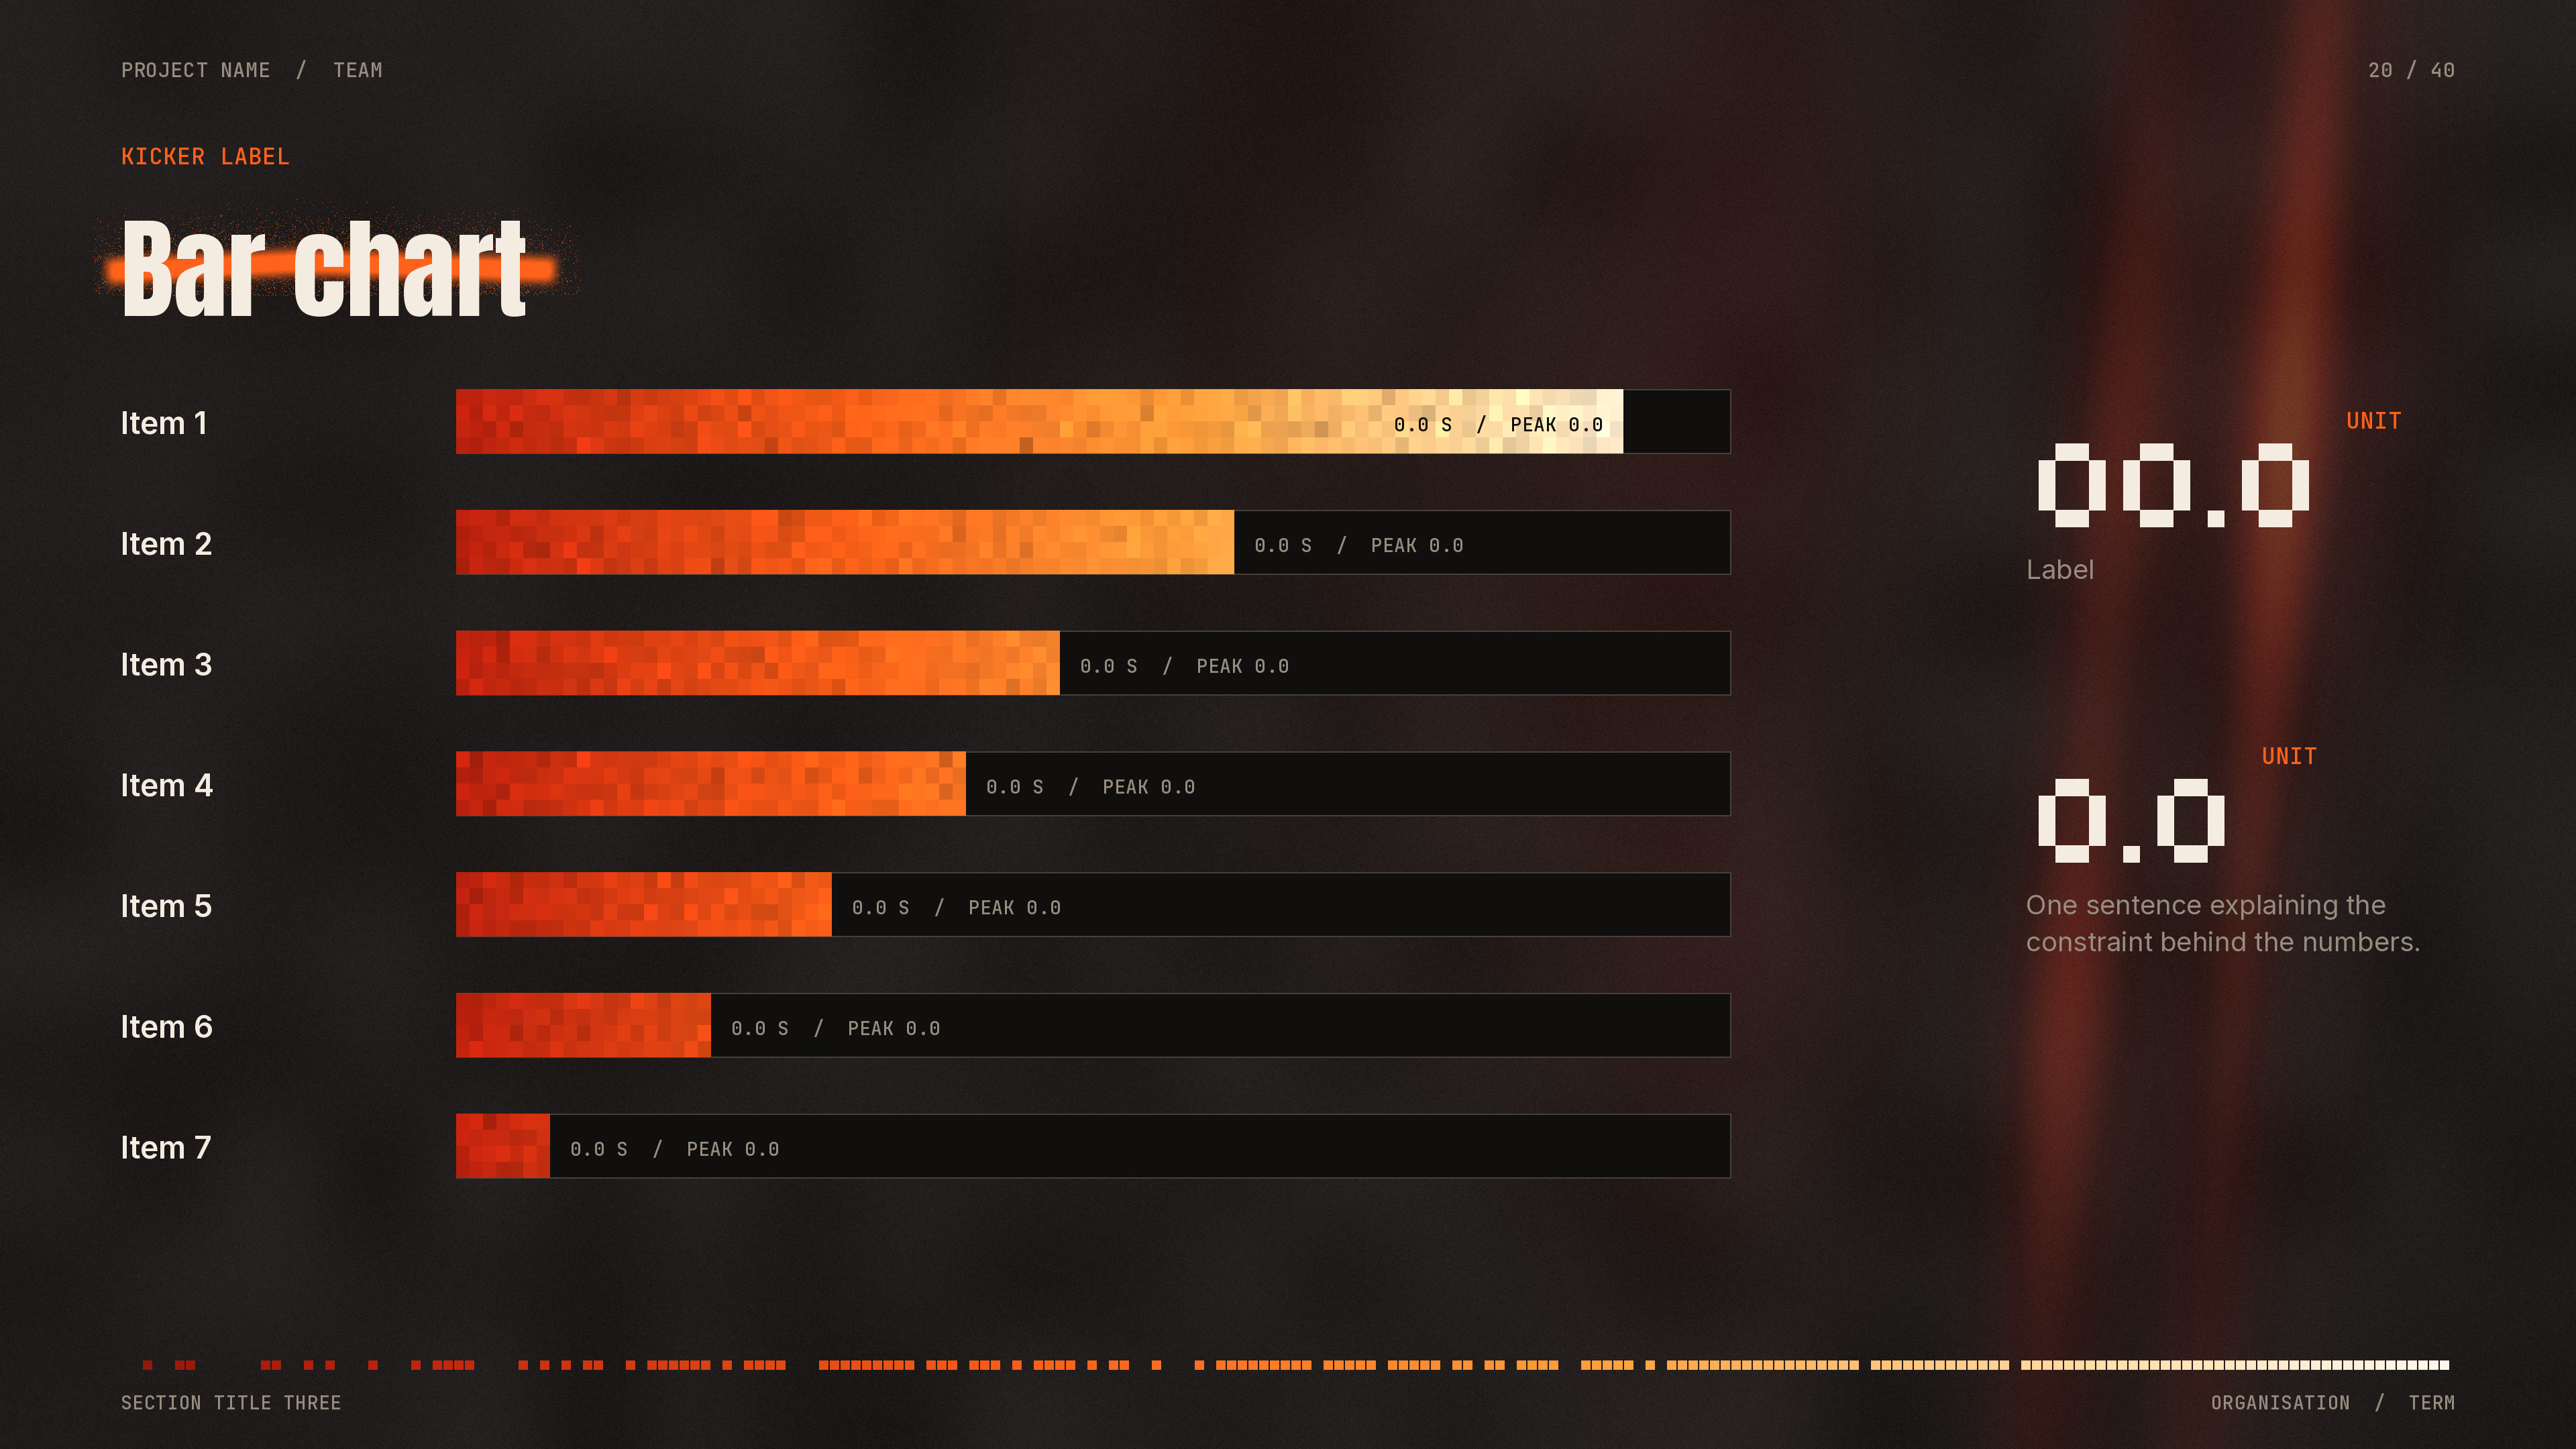 PROJECT NAME / TEAM
20 / 40
KICKER LABEL
Bar chart
Item 1
0.0 S / PEAK 0.0
Item 2
0.0 S / PEAK 0.0
Item 3
0.0 S / PEAK 0.0
Item 4
0.0 S / PEAK 0.0
Item 5
0.0 S / PEAK 0.0
Item 6
0.0 S / PEAK 0.0
Item 7
0.0 S / PEAK 0.0
00.0 UNIT
Label
0.0 UNIT
One sentence explaining the
constraint behind the numbers.
SECTION TITLE THREE
ORGANISATION / TERM